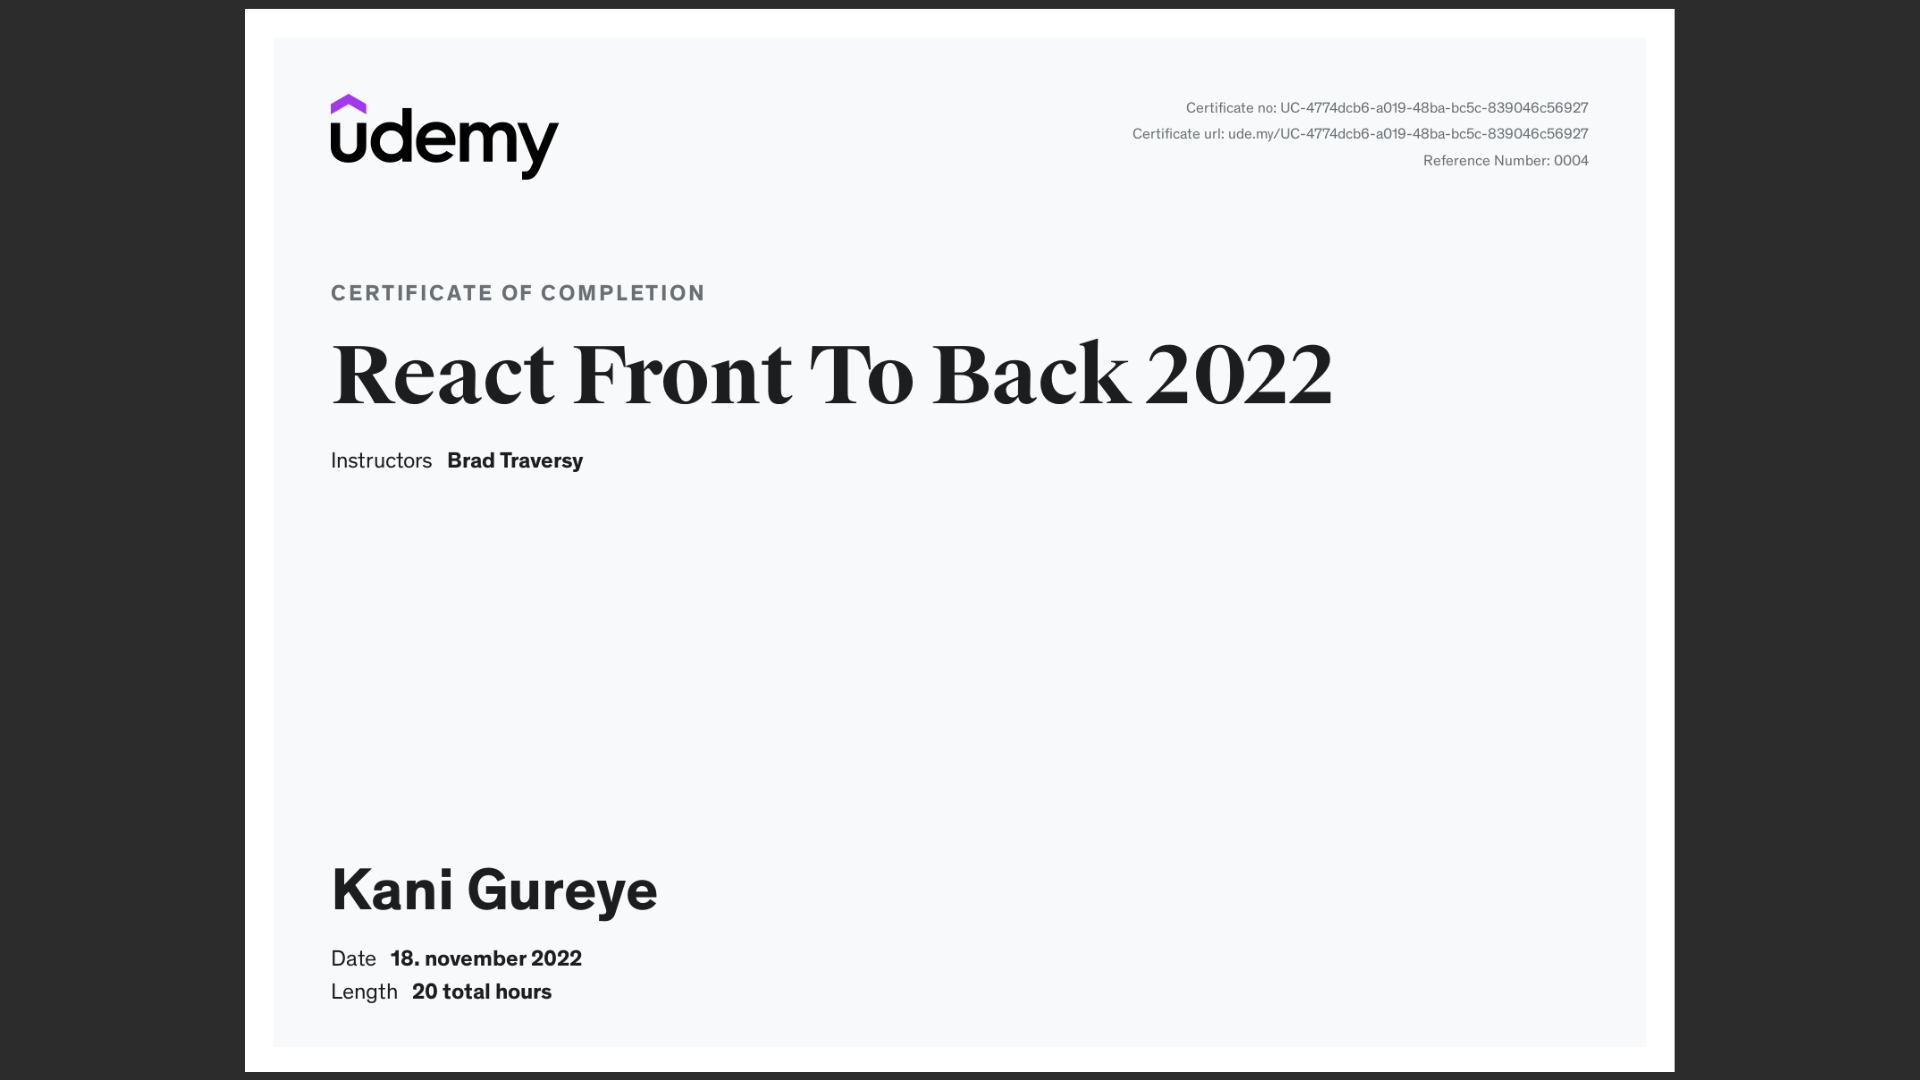 udemy
Certificate no: UC-4774dcb6-a019-48ba-bc5c-839046c56927
Certificate url: ude.my/UC-4774dcb6-a019-48ba-bc5c-839046c56927
Reference Number: 0004
CERTIFICATE OF COMPLETION
React Front To Back 2022
Instructors Brad Traversy
Kani Gureye
Date 18. november 2022
Length 20 total hours